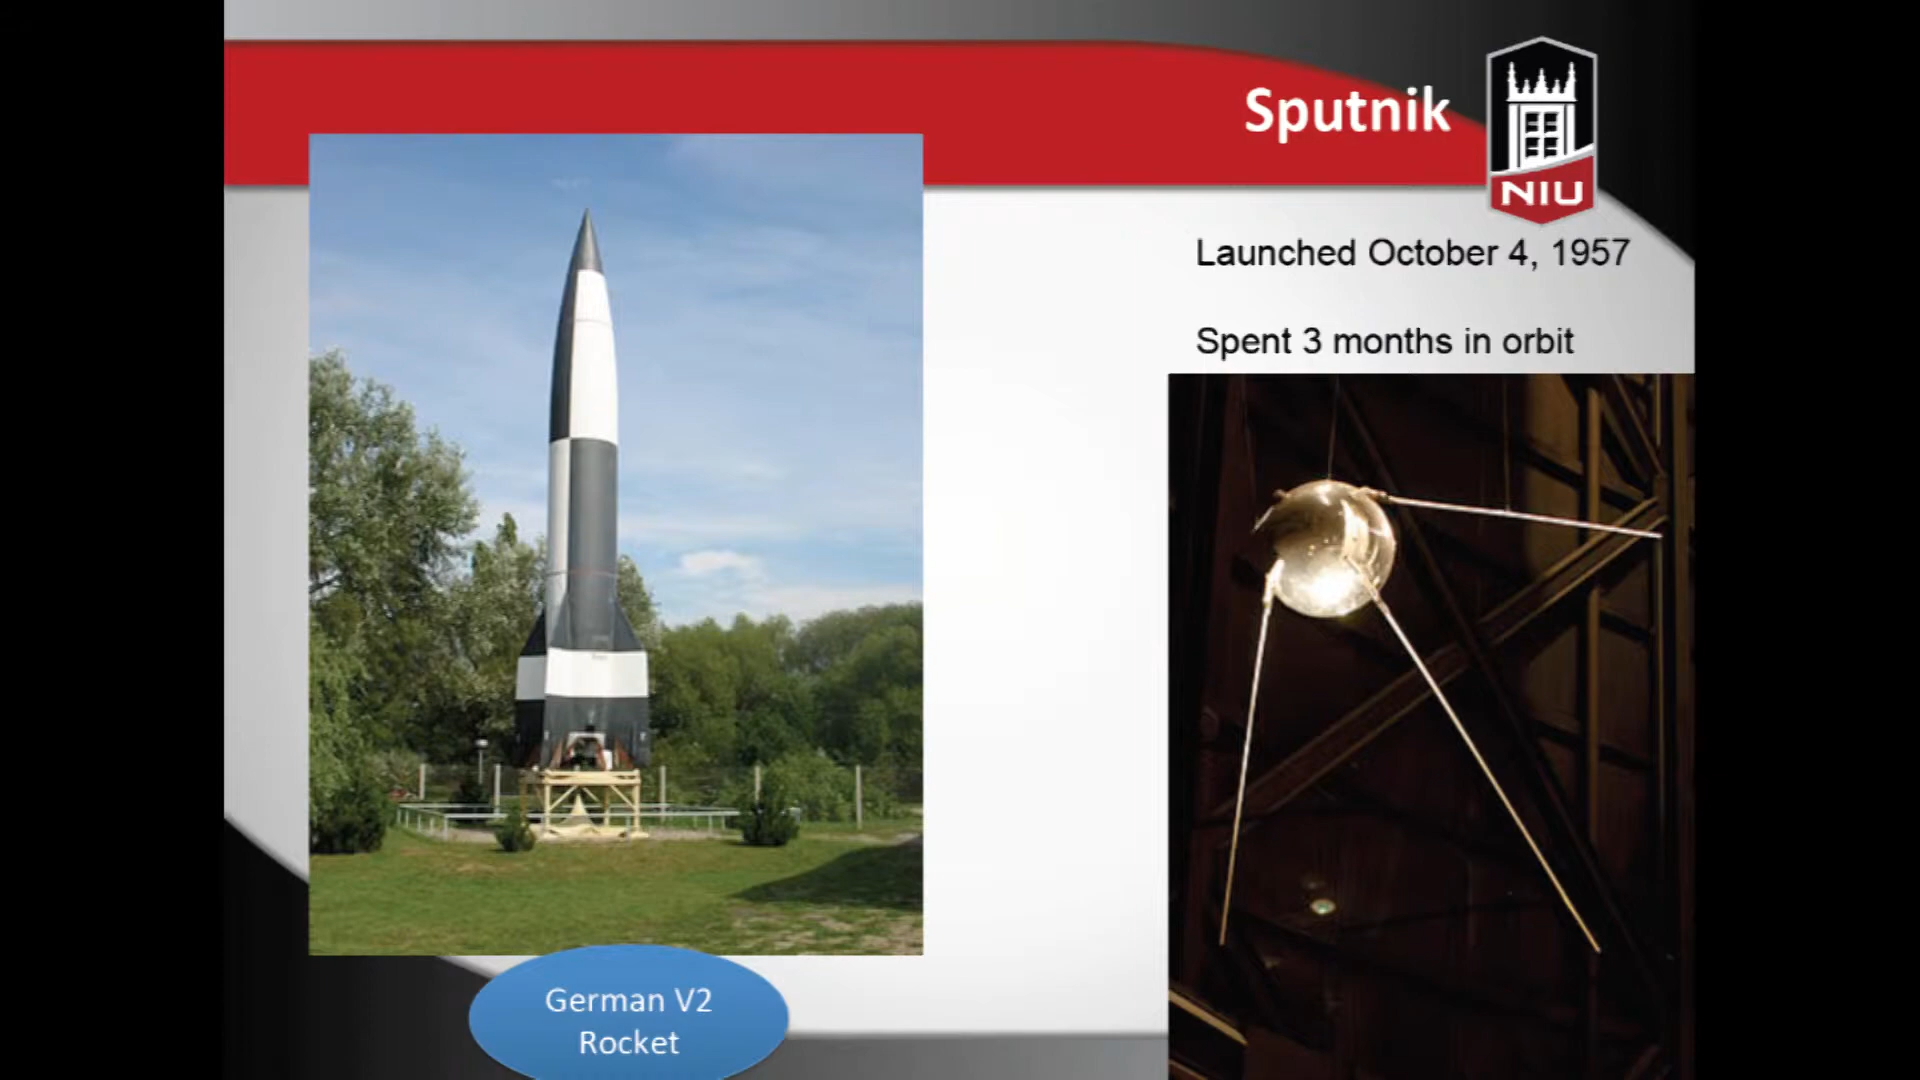 Sputnik
NIU
Launched October 4, 1957
Spent 3 months in orbit
German V2
Rocket